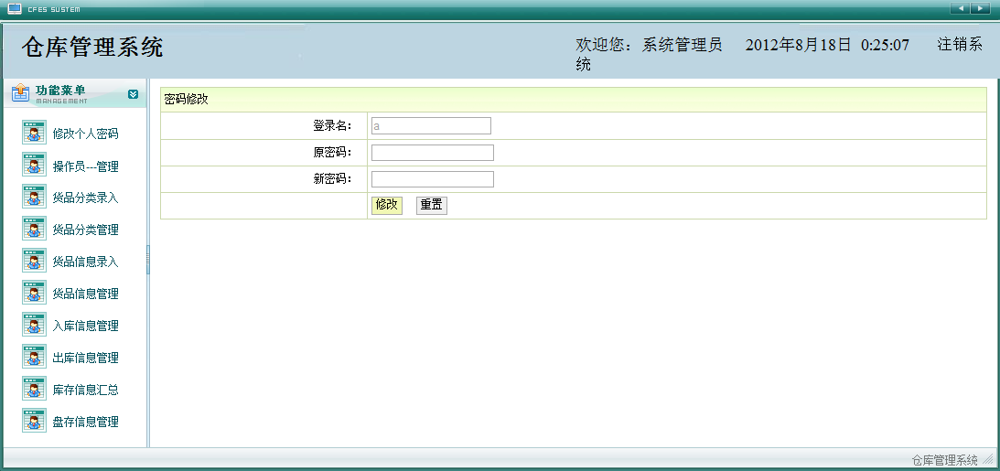 CFES SUSTEM
仓库管理系统
欢迎您：系统管理员 2012年8月18日 0:25:07 注销系
统
功能菜单
MANAGEMENT
修改个人密码
操作员---管理
货品分类录入
货品分类管理
货品信息录入
货品信息管理
入库信息管理
出库信息管理
库存信息汇总
盘存信息管理
密码修改
登录名： a
原密码：
新密码：
修改 重置
仓库管理系统